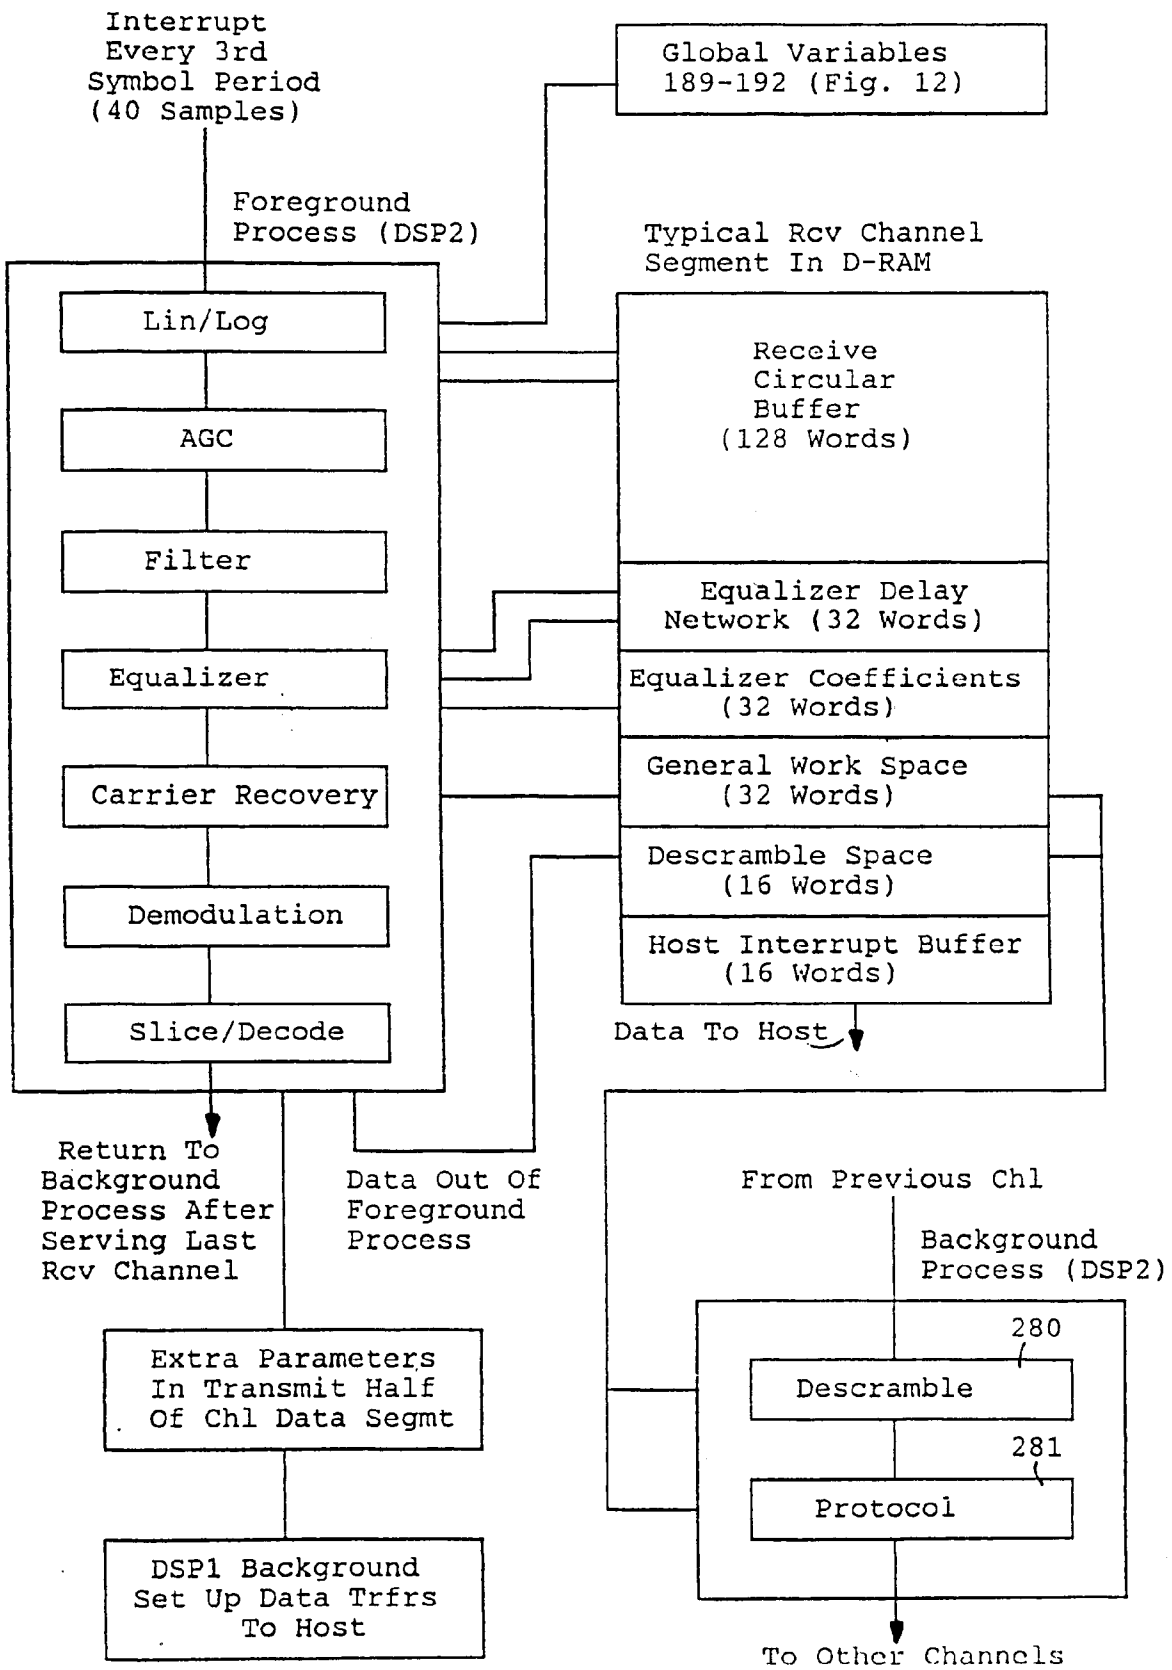 Interrupt
Every 3rd
Symbol Period
(40 Samples)
Global Variables
189-192 (Fig. 12)
Foreground
Process (DSP2)
Typical Rcv Channel
Segment In D-RAM
Lin/Log
AGC
Filter
Equalizer
Carrier Recovery
Demodulation
Slice/Decode
Receive
Circular
Buffer
(128 Words)
Equalizer Delay
Network (32 Words)
Equalizer Coefficients
(32 Words)
General Work Space
(32 Words)
Descramble Space
(16 Words)
Host Interrupt Buffer
(16 Words)
Data To Host
Return To
Background
Process After
Serving Last
Rcv Channel
Data Out Of
Foreground
Process
From Previous Chl
Background
Process (DSP2)
280
Descramble
281
Protocol
To Other Channels
Extra Parameters
In Transmit Half
Of Chl Data Segmt
DSP1 Background
Set Up Data Trfrs
To Host